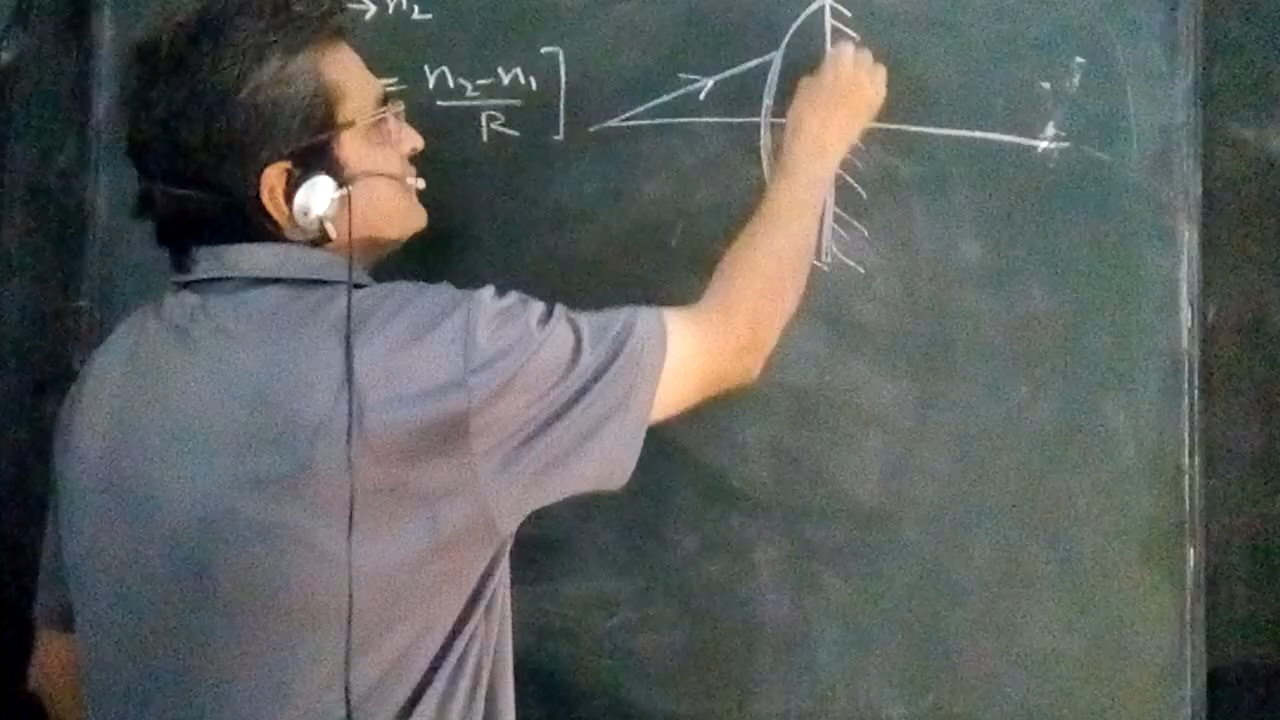 →n₂
= n₂-n₁ / R ]